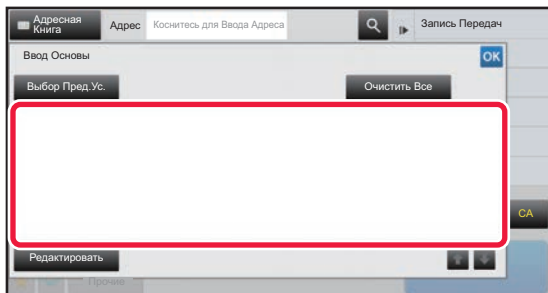 Адресная
Книга
Адрес
Коснитесь для Ввода Адреса
Запись Передач
Ввод Основы
OK
Выбор Пред.Ус.
Очистить Все
CA
Редактировать
Прочие